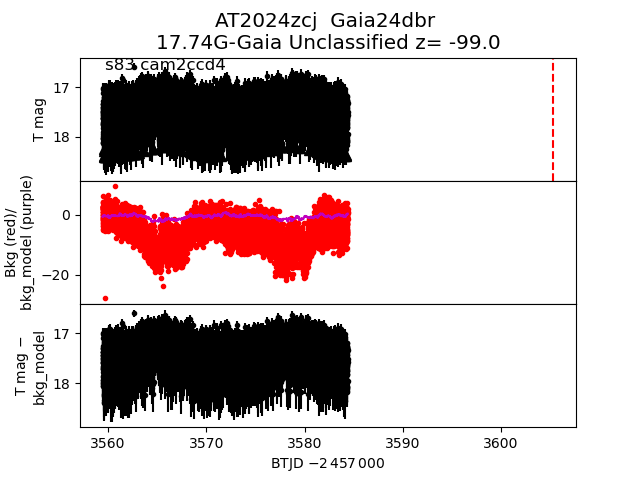 AT2024zcj  Gaia24dbr
17.74G-Gaia Unclassified z= -99.0
s83 cam2ccd4
17
18
T mag
0
−20
Bkg (red)/
bkg_model (purple)
17
18
T mag −
bkg_model
3560 3570 3580 3590 3600
BTJD −2 457 000